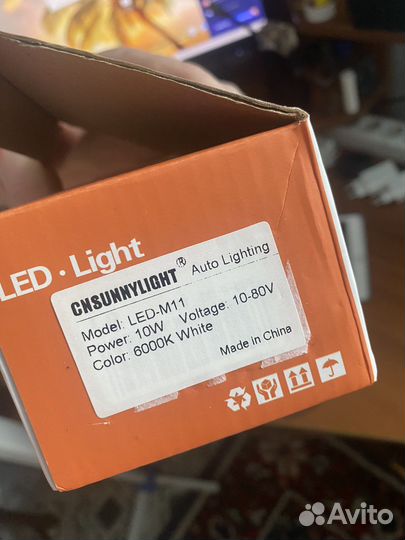 LED · Light
CNSUNNYLIGHT® Auto Lighting
Model: LED-M11
Power: 10W Voltage: 10-80V
Color: 6000K White
Made in China
Avito